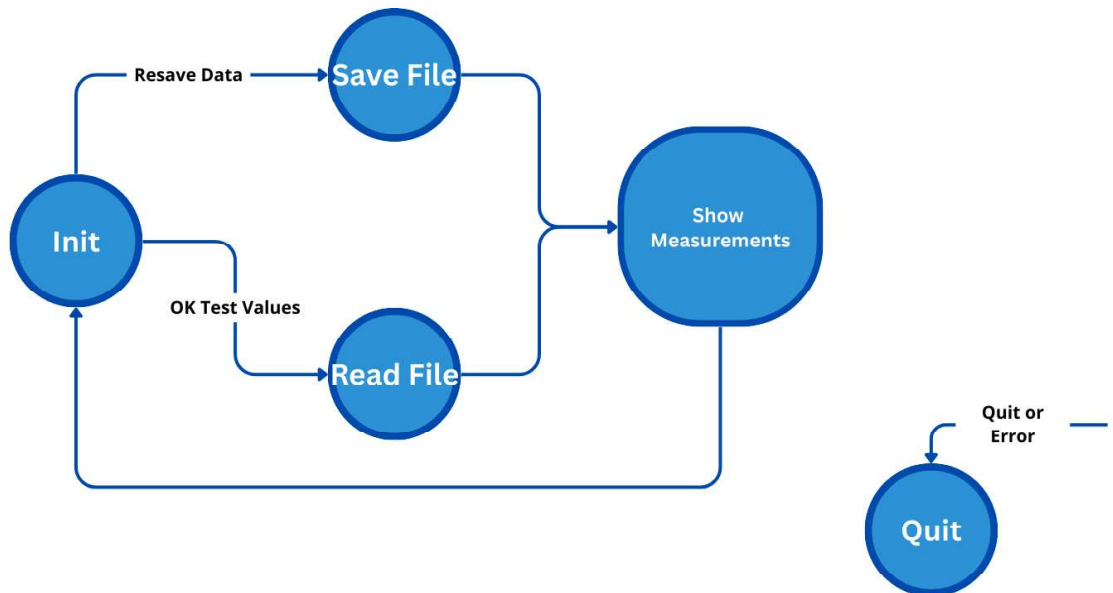 Resave Data
Save File
Init
Show
Measurements
OK Test Values
Read File
Quit or
Error
Quit